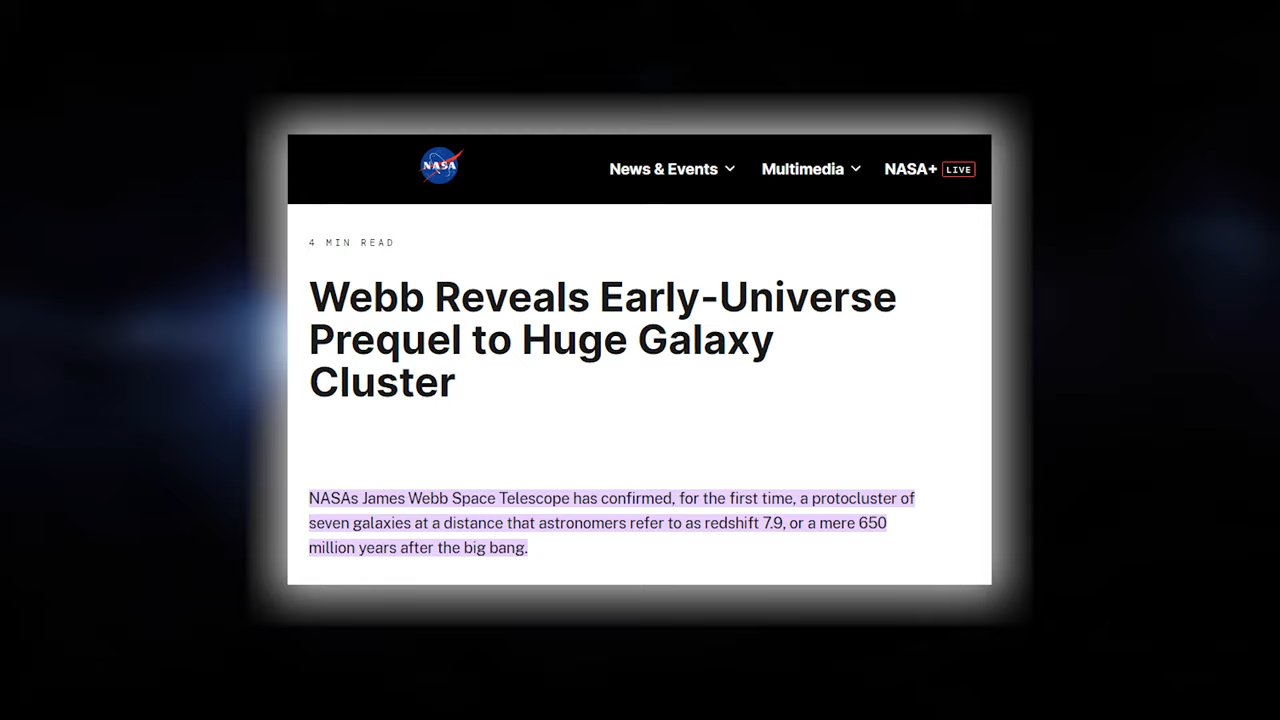 NASA
News & Events
Multimedia
NASA+ LIVE
4 MIN READ
Webb Reveals Early-Universe
Prequel to Huge Galaxy
Cluster
NASAs James Webb Space Telescope has confirmed, for the first time, a protocluster of
seven galaxies at a distance that astronomers refer to as redshift 7.9, or a mere 650
million years after the big bang.